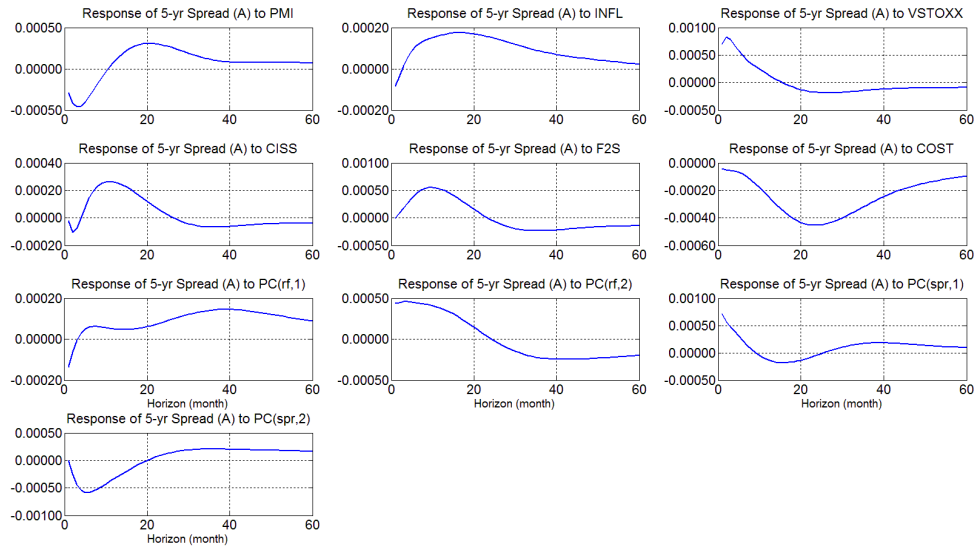 Response of 5-yr Spread (A) to PMI
0.00050
0.00000
-0.00050
0 20 40 60
Response of 5-yr Spread (A) to INFL
0.00020
0.00000
-0.00020
0 20 40 60
Response of 5-yr Spread (A) to VSTOXX
0.00100
0.00050
0.00000
-0.00050
0 20 40 60
Response of 5-yr Spread (A) to CISS
0.00040
0.00020
0.00000
-0.00020
0 20 40 60
Response of 5-yr Spread (A) to F2S
0.00100
0.00050
0.00000
-0.00050
0 20 40 60
Response of 5-yr Spread (A) to COST
-0.00000
-0.00020
-0.00040
-0.00060
0 20 40 60
Response of 5-yr Spread (A) to PC(rf,1)
0.00020
0.00000
-0.00020
0 20 40 60
Response of 5-yr Spread (A) to PC(rf,2)
0.00050
0.00000
-0.00050
0 20 40 60
Horizon (month)
Response of 5-yr Spread (A) to PC(spr,1)
0.00100
0.00050
0.00000
-0.00050
0 20 40 60
Horizon (month)
Horizon (month)
Response of 5-yr Spread (A) to PC(spr,2)
0.00050
0.00000
-0.00050
-0.00100
0 20 40 60
Horizon (month)